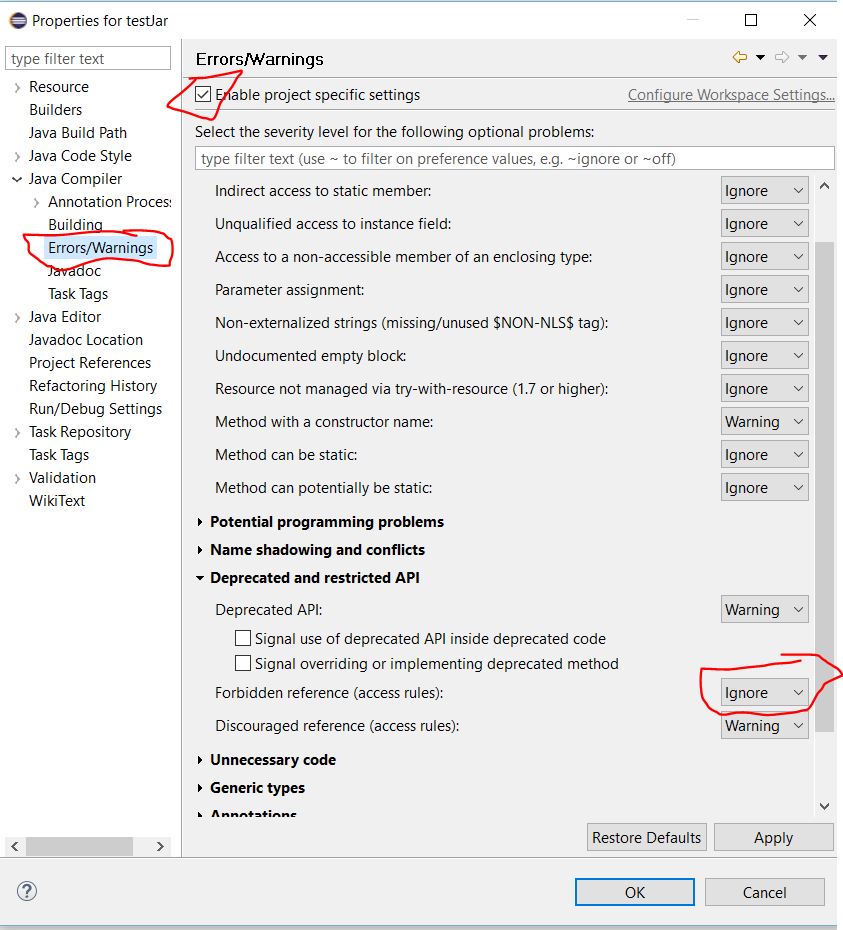 Properties for testJar
type filter text
Resource
Builders
Java Build Path
Java Code Style
Java Compiler
Annotation Process
Building
Errors/Warnings
Javadoc
Task Tags
Java Editor
Javadoc Location
Project References
Refactoring History
Run/Debug Settings
Task Repository
Task Tags
Validation
WikiText
Errors/Warnings
Enable project specific settings
Configure Workspace Settings...
Select the severity level for the following optional problems:
type filter text (use ~ to filter on preference values, e.g. ~ignore or ~off)
Indirect access to static member: Ignore
Unqualified access to instance field: Ignore
Access to a non-accessible member of an enclosing type: Ignore
Parameter assignment: Ignore
Non-externalized strings (missing/unused $NON-NLS$ tag): Ignore
Undocumented empty block: Ignore
Resource not managed via try-with-resource (1.7 or higher): Ignore
Method with a constructor name: Warning
Method can be static: Ignore
Method can potentially be static: Ignore
Potential programming problems
Name shadowing and conflicts
Deprecated and restricted API
Deprecated API: Warning
Signal use of deprecated API inside deprecated code
Signal overriding or implementing deprecated method
Forbidden reference (access rules): Ignore
Discouraged reference (access rules): Warning
Unnecessary code
Generic types
Annotations
Restore Defaults
Apply
?
OK
Cancel